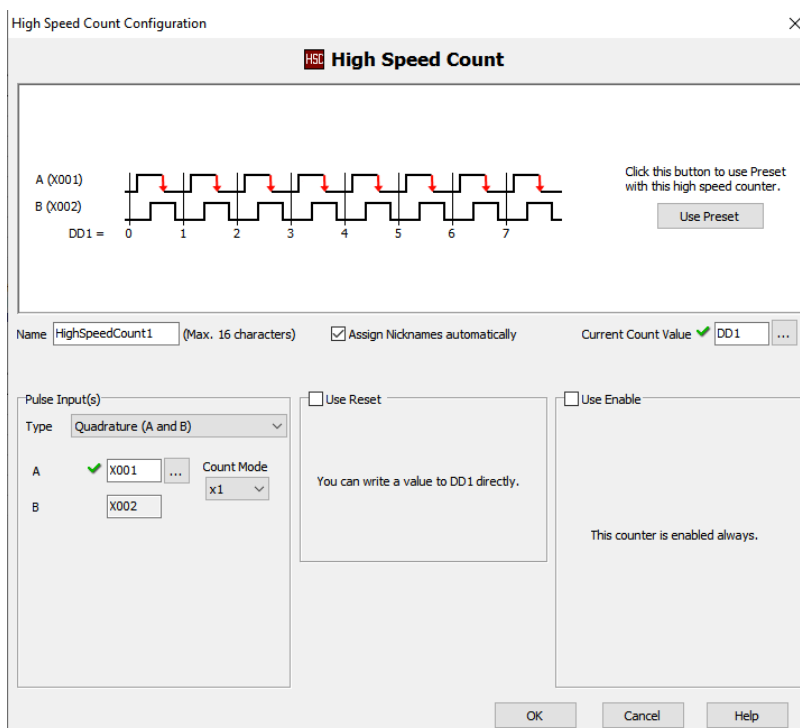 High Speed Count Configuration
HSC High Speed Count
A (X001)
B (X002)
DD1 = 0 1 2 3 4 5 6 7
Click this button to use Preset
with this high speed counter.
Use Preset
Name HighSpeedCount1 (Max. 16 characters) Assign Nicknames automatically Current Count Value DD1 ...
Pulse Input(s)
Type Quadrature (A and B)
A X001 ... Count Mode
x1
B X002
Use Reset
You can write a value to DD1 directly.
Use Enable
This counter is enabled always.
OK Cancel Help